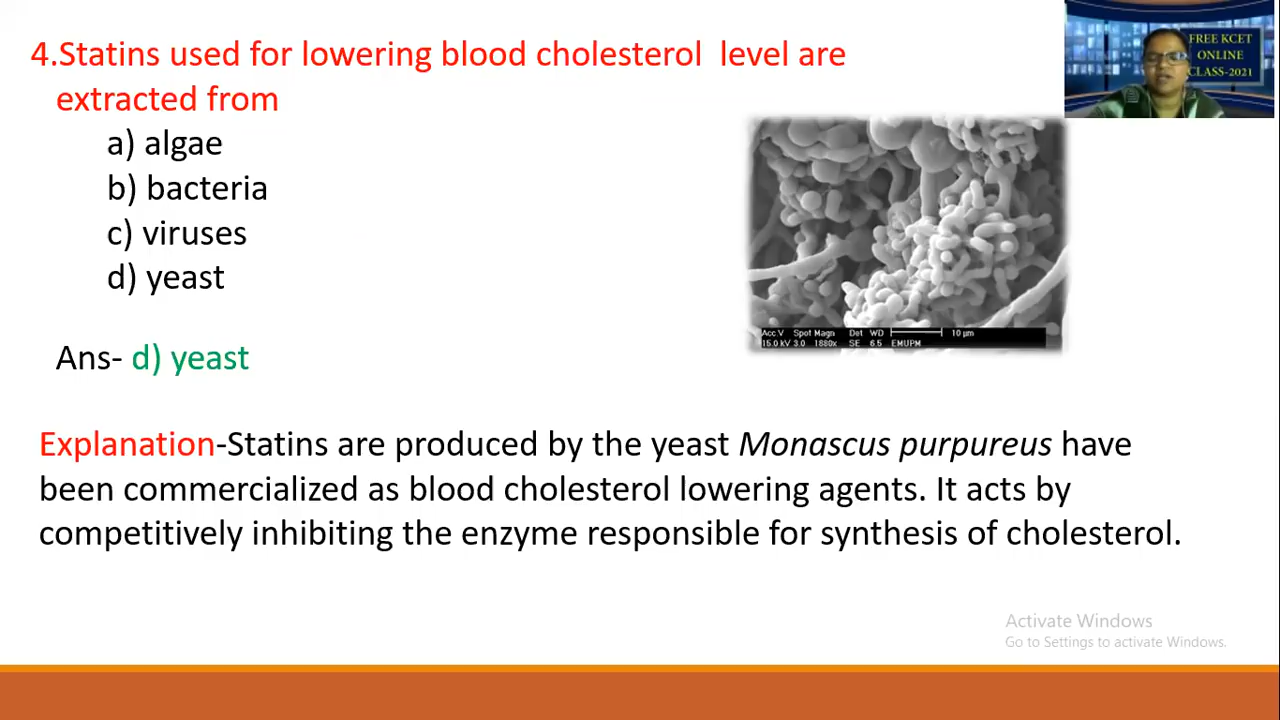 4.Statins used for lowering blood cholesterol level are
extracted from
a) algae
b) bacteria
c) viruses
d) yeast
Ans- d) yeast
Explanation-Statins are produced by the yeast Monascus purpureus have
been commercialized as blood cholesterol lowering agents. It acts by
competitively inhibiting the enzyme responsible for synthesis of cholesterol.
FREE KCET
ONLINE
CLASS-2021
Acc.V Spot Magn Det WD 10 µm
15.0 kV 3.0 1880x SE 6.5 EMUPM
Activate Windows
Go to Settings to activate Windows.